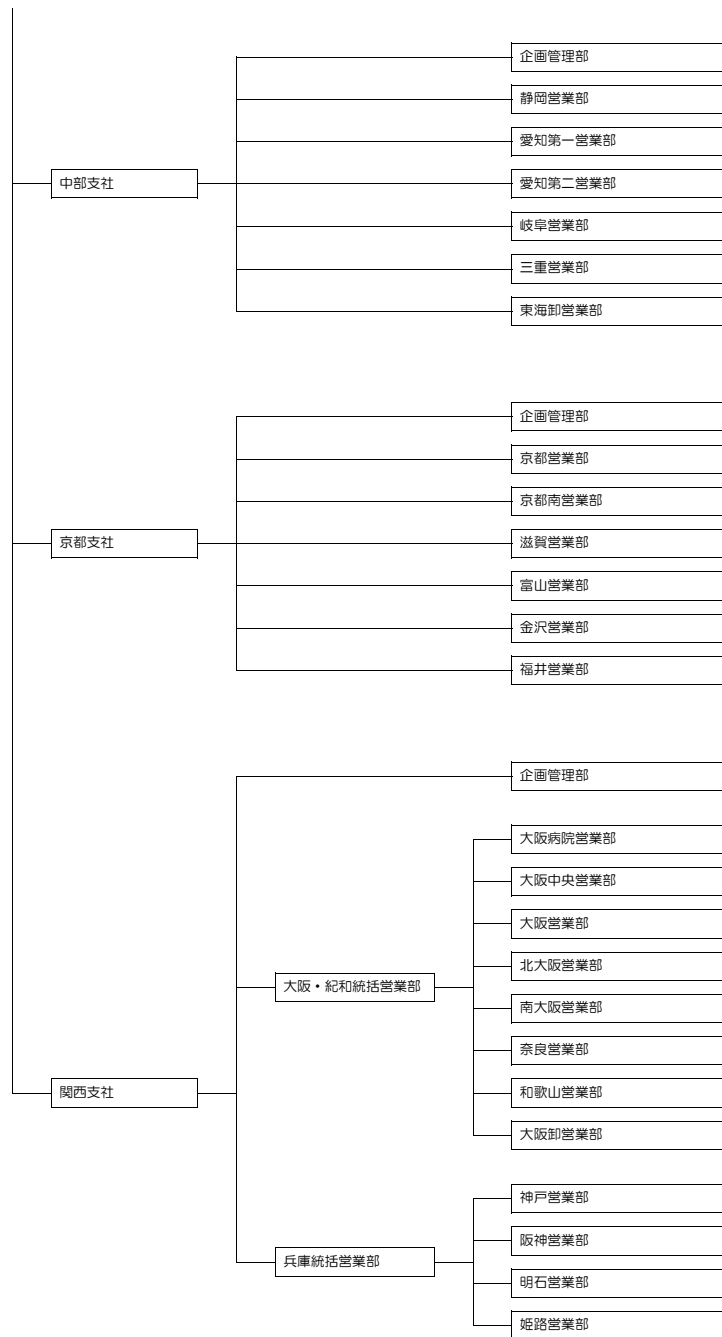 企画管理部
静岡営業部
愛知第一営業部
中部支社
愛知第二営業部
岐阜営業部
三重営業部
東海卸営業部
企画管理部
京都営業部
京都南営業部
京都支社
滋賀営業部
富山営業部
金沢営業部
福井営業部
企画管理部
大阪病院営業部
大阪中央営業部
大阪営業部
北大阪営業部
大阪・紀和統括営業部
南大阪営業部
奈良営業部
関西支社
和歌山営業部
大阪卸営業部
神戸営業部
阪神営業部
兵庫統括営業部
明石営業部
姫路営業部